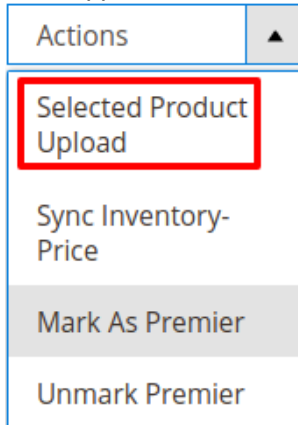 Actions
Selected Product
Upload
Sync Inventory-
Price
Mark As Premier
Unmark Premier